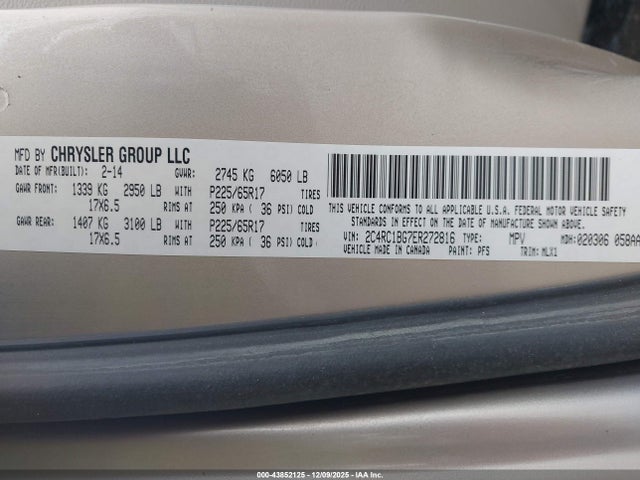 MFD BY CHRYSLER GROUP LLC
DATE OF MFR(BUILT): 2-14 GVWR: 2745 KG 6050 LB
GAWR FRONT: 1339 KG 2950 LB WITH P225/65R17 TIRES
17X6.5 RIMS AT 250 KPA ( 36 PSI) COLD
GAWR REAR: 1407 KG 3100 LB WITH P225/65R17 TIRES
17X6.5 RIMS AT 250 KPA ( 36 PSI) COLD
THIS VEHICLE CONFORMS TO ALL APPLICABLE U.S.A. FEDERAL MOTOR VEHICLE SAFETY
STANDARDS IN EFFECT ON THE DATE OF MANUFACTURE SHOWN ABOVE.
VIN: 2C4RC1BG7ER272816 TYPE: MPV MDH:020306 058AA
VEHICLE MADE IN CANADA PAINT: PFS TRIM: MLX1
000-43852125 - 12/09/2025 - IAA Inc.